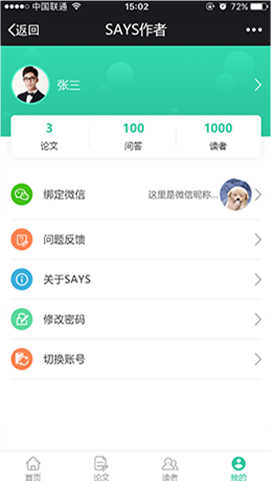 中国联通 15:02 72%
返回 SAYS作者
张三
3 100 1000
论文 问答 读者
绑定微信 这里是微信昵称...
问题反馈
关于SAYS
修改密码
切换账号
首页 论文 读者 我的